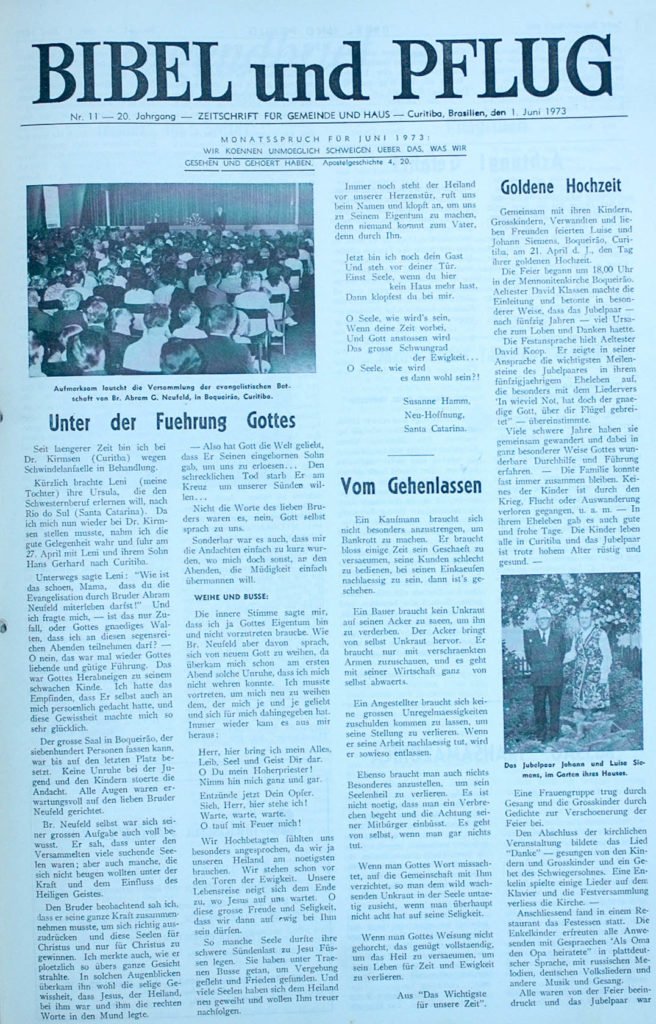 BIBEL und PFLUG
Nr. 11 — 20. Jahrgang — ZEITSCHRIFT FÜR GEMEINDE UND HAUS — Curitiba, Brasilien, den 1. Juni 1973
MONATSSPRUCH FÜR JUNI 1973:
WIR KOENNEN UNMOEGLICH SCHWEIGEN UEBER DAS, WAS WIR
GESEHEN UND GEHOERT HABEN. Apostelgeschichte 4, 20.
Aufmerksam lauscht die Versammlung der evangelistischen Bot-
schaft von Br. Abram G. Neufeld, in Boqueirão, Curitiba.
Unter der Fuehrung Gottes
Seit laengerer Zeit bin ich bei
Dr. Kirmsen (Curitiba) wegen
Schwindelanfaelle in Behandlung.
Kürzlich brachte Leni (meine
Tochter) ihre Ursula, die den
Schwesternberuf erlernen will, nach
Rio do Sul (Santa Catarina). Da
ich mich nun wieder bei Dr. Kirm-
sen stellen musste, nahm ich die
gute Gelegenheit wahr und fuhr am
27. April mit Leni und ihrem Sohn
Hans Gerhard nach Curitiba.
Unterwegs sagte Leni: "Wie ist
das schoen, Mama, dass du die
Evangelisation durch Bruder Abram
Neufeld miterleben darfst!" Und
ich fragte mich, — ist das nur Zu-
fall, oder Gottes gnaediges Wal-
ten, dass ich an diesen segensrei-
chen Abenden teilnehmen darf? —
O nein, das war mal wieder Gottes
liebende und gütige Führung. Das
war Gottes Herabneigen zu seinem
schwachen Kinde. Ich hatte das
Empfinden, dass Er selbst auch an
mich persoenlich gedacht hatte, und
diese Gewissheit machte mich so
sehr glücklich.
Der grosse Saal in Boqueirão, der
siebenhundert Personen fassen kann,
war bis auf den letzten Platz be-
setzt. Keine Unruhe bei der Ju-
gend und den Kindern stoerte die
Andacht. Alle Augen waren er-
wartungsvoll auf den lieben Bruder
Neufeld gerichtet.
Br. Neufeld selbst war sich sei-
ner grossen Aufgabe auch voll be-
wusst. Er sah, dass unter den
Versammelten viele suchende See-
len waren; aber auch manche, die
sich nicht beugen wollten unter der
Kraft und dem Einfluss des
Heiligen Geistes.
Den Bruder beobachtend sah ich,
dass er seine ganze Kraft zusammen-
nehmen musste, um sich richtig aus-
zudrücken und diese Seelen für
Christus und nur für Christus zu
gewinnen. Ich merkte auch, wie er
ploetzlich so übers ganze Gesicht
strahlte. In solchen Augenblicken
überkam ihn wohl die selige Ge-
wissheit, dass Jesus, der Heiland,
bei ihm war und ihm die rechten
Worte in den Mund legte.
— Also hat Gott die Welt geliebt,
dass Er Seinen eingebornen Sohn
gab, um uns zu erloesen... Den
schrecklichen Tod starb Er am
Kreuz um unserer Sünden wil-
len...
Nicht die Worte des lieben Bru-
ders waren es, nein, Gott selbst
sprach zu uns.
Sonderbar war es auch, dass mir
die Andachten einfach zu kurz wur-
den, wo mich doch sonst, an den
Abenden, die Müdigkeit einfach
übermannen will.
WEIHE UND BUSSE:
Die innere Stimme sagte mir,
dass ich ja Gottes Eigentum bin
und nicht vorzutreten brauche. Wie
Br. Neufeld aber davon sprach,
sich von neuem Gott zu weihen, da
überkam mich schon am ersten
Abend solche Unruhe, dass ich mich
nicht wehren konnte. Ich musste
vortreten, um mich neu zu weihen
dem, der mich je und je geliebt
und sich für mich dahingegeben hat.
Immer wieder kam es aus mir
heraus:
Herr, hier bring ich mein Alles,
Leib, Seel und Geist Dir dar.
O Du mein Hoherpriester!
Nimm hin mich ganz und gar.
Entzünde jetzt Dein Opfer.
Sieh, Herr, hier stehe ich!
Warte, warte, warte.
O tauf mit Feuer mich!
Wir Hochbetagten fühlten uns
besonders angesprochen, da wir ja
unseren Heiland am noetigsten
brauchen. Wir stehen schon vor
den Toren der Ewigkeit. Unsere
Lebensreise neigt sich dem Ende
zu, wo Jesus auf uns wartet. O
diese grosse Freude und Seligkeit,
dass wir dann auf ewig bei Ihm
sein dürfen.
So manche Seele durfte ihre
schwere Sündenlast zu Jesu Füs-
sen legen. Sie haben unter Trae-
nen Busse getan, um Vergebung
gefleht und Frieden gefunden. Und
viele Seelen haben sich dem Heiland
neu geweiht und wollen Ihm treuer
nachfolgen.
Immer noch steht der Heiland
vor unserer Herzenstür, ruft uns
beim Namen und klopft an, um uns
zu Seinem Eigentum zu machen,
denn niemand kommt zum Vater,
denn durch Ihn.
Jetzt bin ich noch dein Gast
Und steh vor deiner Tür.
Einst Seele, wenn du hier
kein Haus mehr hast,
Dann klopfest du bei mir.
O Seele, wie wird's sein,
Wenn deine Zeit vorbei,
Und Gott anstossen wird
Das grosse Schwungrad
der Ewigkeit...
O Seele, wie wird
es dann wohl sein?!
Susanne Hamm,
Neu-Hoffnung,
Santa Catarina.
Vom Gehenlassen
Ein Kaufmann braucht sich
nicht besonders anzustrengen, um
Bankrott zu machen. Er braucht
bloss einige Zeit sein Geschaeft zu
versaeumen, seine Kunden schlecht
zu bedienen, bei seinen Einkaeufen
nachlaessig zu sein, dann ist's ge-
schehen.
Ein Bauer braucht kein Unkraut
auf seinen Acker zu saeen, um ihn
zu verderben. Der Acker bringt
von selbst Unkraut hervor. Er
braucht nur mit verschraenkten
Armen zuzuschauen, und es geht
mit seiner Wirtschaft ganz von
selbst abwaerts.
Ein Angestellter braucht sich kei-
ne grossen Unregelmaessigkeiten
zuschulden kommen zu lassen, um
seine Stellung zu verlieren. Wenn
er seine Arbeit nachlaessig tut, wird
er sowieso entlassen.
Ebenso braucht man auch nichts
Besonderes anzustellen, um sein
Seelenheil zu verlieren. Es ist
nicht noetig, dass man ein Verbre-
chen begeht und die Achtung sei-
ner Mitbürger einbüsst. Es geht
von selbst, wenn man gar nichts
tut.
Wenn man Gottes Wort missach-
tet, auf die Gemeinschaft mit Ihm
verzichtet, so man dem wild wach-
senden Unkraut in der Seele untae-
tig zusieht, wenn man überhaupt
nicht acht hat auf seine Seligkeit.
Wenn man Gottes Weisung nicht
gehorcht, das genügt vollstaendig,
um das Heil zu versaeumen, um
sein Leben für Zeit und Ewigkeit
zu verlieren.
Aus "Das Wichtigste
für unsere Zeit".
Goldene Hochzeit
Gemeinsam mit ihren Kindern,
Grosskindern, Verwandten und lie-
ben Freunden feierten Luise und
Johann Siemens, Boqueirão, Curi-
tiba, am 21. April d. J., den Tag
ihrer goldenen Hochzeit.
Die Feier begann um 18,00 Uhr
in der Mennonitenkirche Boqueirão.
Aeltester David Klassen machte die
Einleitung und betonte in beson-
derer Weise, dass das Jubelpaar —
nach fünfzig Jahren — viel Ursa-
che zum Loben und Danken haette.
Die Festansprache hielt Aeltester
David Koop. Er zeigte in seiner
Ansprache die wichtigsten Meilen-
steine des Jubelpaares in ihrem
fünfzigjaehrigem Eheleben auf,
die besonders mit dem Liedervers
'In wieviel Not, hat doch der gnae-
dige Gott, über dir Flügel gebrei-
tet" — übereinstimmte.
Viele schwere Jahre haben sie
gemeinsam gewandert und dabei in
ganz besonderer Weise Gottes wun-
derbare Durchhilfe und Führung
erfahren. — Die Familie konnte
fast immer zusammen bleiben. Kei-
nes der Kinder ist durch den
Krieg, Flucht oder Auswanderung
verloren gegangen, u. a. m. — In
ihrem Eheleben gab es auch gute
und frohe Tage. Die Kinder leben
alle in Curitiba und das Jubelpaar
ist trotz hohem Alter rüstig und
gesund. —
Das Jubelpaar Johann und Luise Sie-
mens, im Garten ihres Hauses.
Eine Frauengruppe trug durch
Gesang und die Grosskinder durch
Gedichte zur Verschoenerung der
Feier bei.
Den Abschluss der kirchlichen
Veranstaltung bildete das Lied
"Danke" — gesungen von den Kin-
dern und Grosskinder und ein Ge-
bet des Schwiegersohnes. Eine En-
kelin spielte einige Lieder auf dem
Klavier und die Festversammlung
verliess die Kirche. —
Anschliessend fand in einem Re-
staurant das Festessen statt. Die
Enkelkinder erfreuten alle Anwe-
senden mit Gespraechen 'Als Oma
den Opa heiratete" in plattdeut-
scher Sprache, mit russischen Me-
lodien, deutschen Volksliedern und
andere Musik und Gesang.
Alle waren von der Feier beein-
druckt und das Jubelpaar war